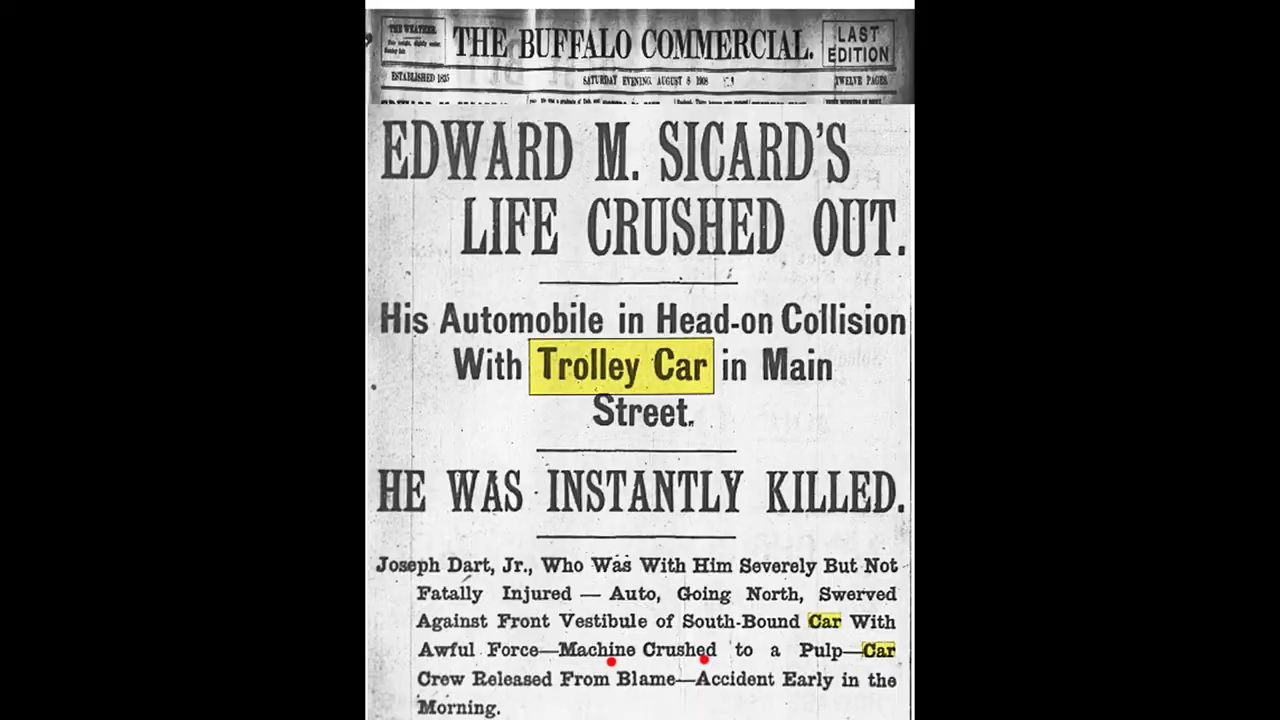 THE WEATHER.
THE BUFFALO COMMERCIAL.
LAST
EDITION
ESTABLISHED 1835
SATURDAY EVENING, AUGUST 8 1908
TWELVE PAGES
EDWARD M. SICARD'S
LIFE CRUSHED OUT.
His Automobile in Head-on Collision
With Trolley Car in Main
Street.
HE WAS INSTANTLY KILLED.
Joseph Dart, Jr., Who Was With Him Severely But Not
Fatally Injured — Auto, Going North, Swerved
Against Front Vestibule of South-Bound Car With
Awful Force—Machine Crushed to a Pulp—Car
Crew Released From Blame—Accident Early in the
Morning.